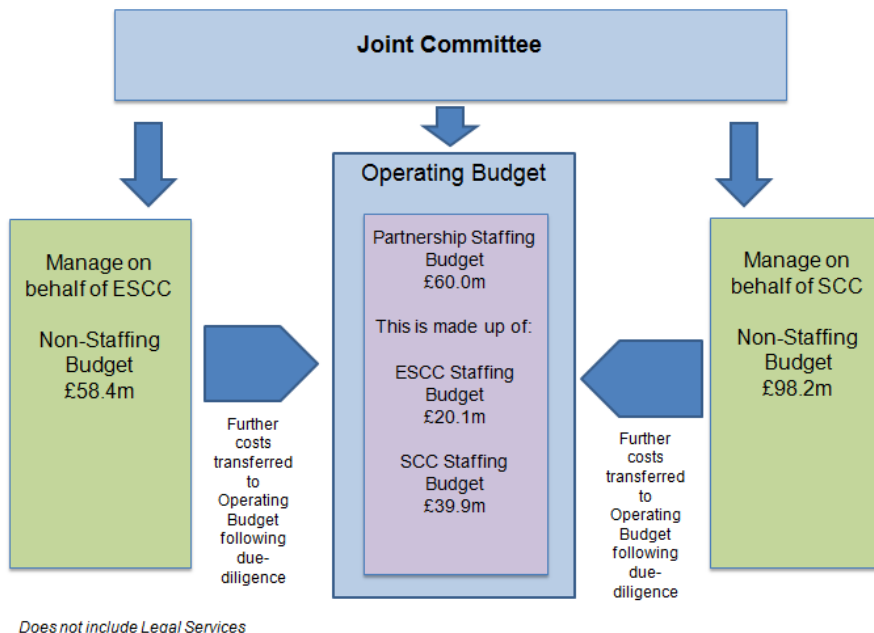 Joint Committee
Operating Budget
Manage on
behalf of ESCC
Non-Staffing
Budget
£58.4m
Further
costs
transferred
to
Operating
Budget
following
due-
diligence
Partnership Staffing
Budget
£60.0m
This is made up of:
ESCC Staffing
Budget
£20.1m
SCC Staffing
Budget
£39.9m
Further
costs
transferred
to
Operating
Budget
following
due-
diligence
Manage on
behalf of SCC
Non-Staffing
Budget
£98.2m
Does not include Legal Services